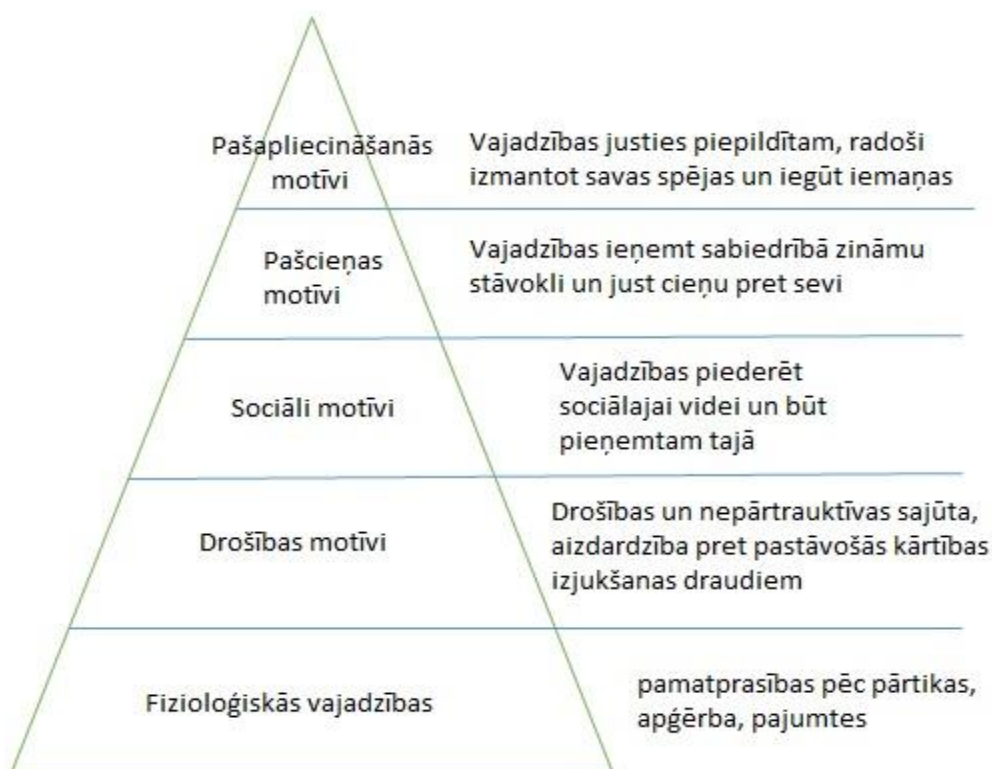 Pašapliecināšanās
motīvi
Vajadzības justies piepildītam, radoši
izmantot savas spējas un iegūt iemaņas
Pašcieņas
motīvi
Vajadzības ieņemt sabiedrībā zināmu
stāvokli un just cieņu pret sevi
Sociāli motīvi
Vajadzības piederēt
sociālajai videi un būt
pieņemtam tajā
Drošības motīvi
Drošības un nepārtrauktīvas sajūta,
aizdardzība pret pastāvošās kārtības
izjukšanas draudiem
Fizioloģiskās vajadzības
pamatprasības pēc pārtikas,
apģērba, pajumtes